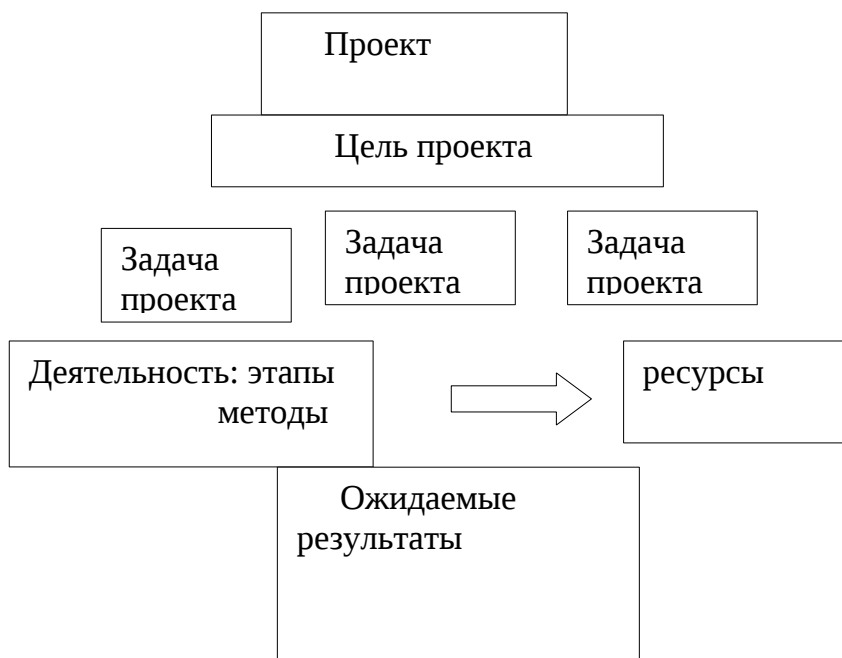 Проект
Цель проекта
Задача
проекта
Задача
проекта
Задача
проекта
Деятельность: этапы
методы
ресурсы
Ожидаемые
результаты